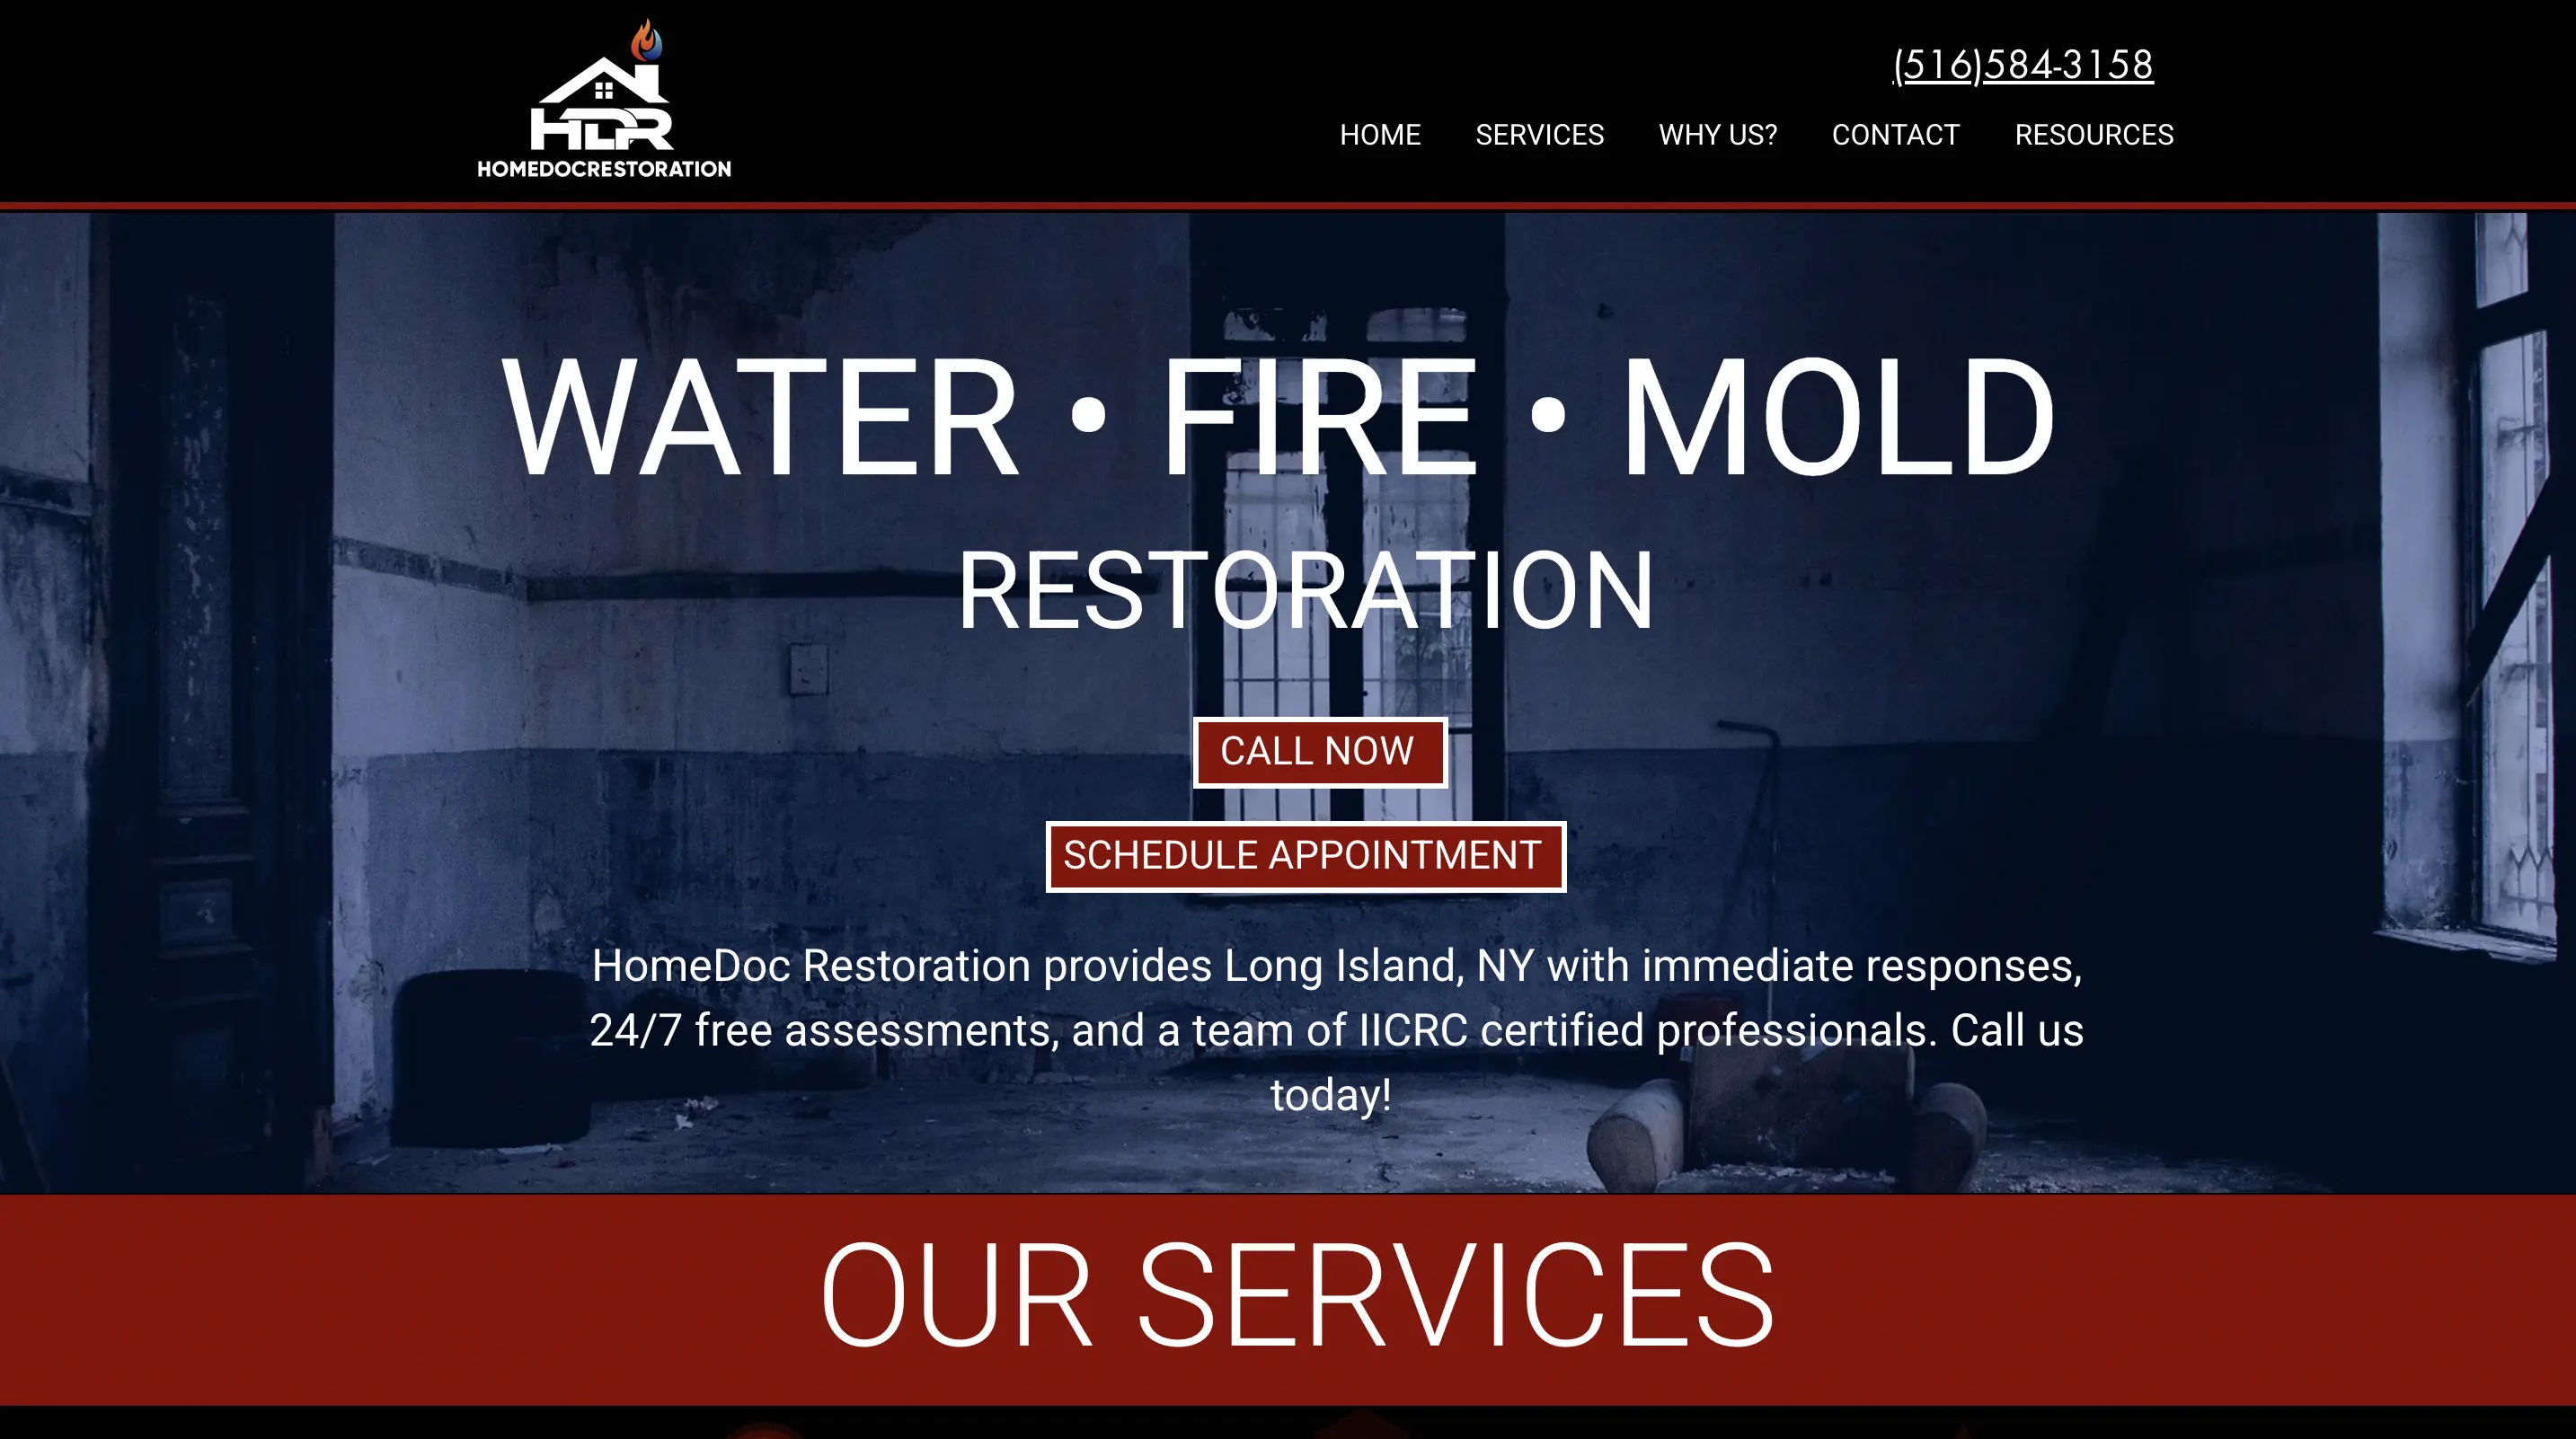 HDR
HOMEDOCRESTORATION
(516)584-3158
HOME SERVICES WHY US? CONTACT RESOURCES
WATER • FIRE • MOLD
RESTORATION
CALL NOW
SCHEDULE APPOINTMENT
HomeDoc Restoration provides Long Island, NY with immediate responses,
24/7 free assessments, and a team of IICRC certified professionals. Call us
today!
OUR SERVICES